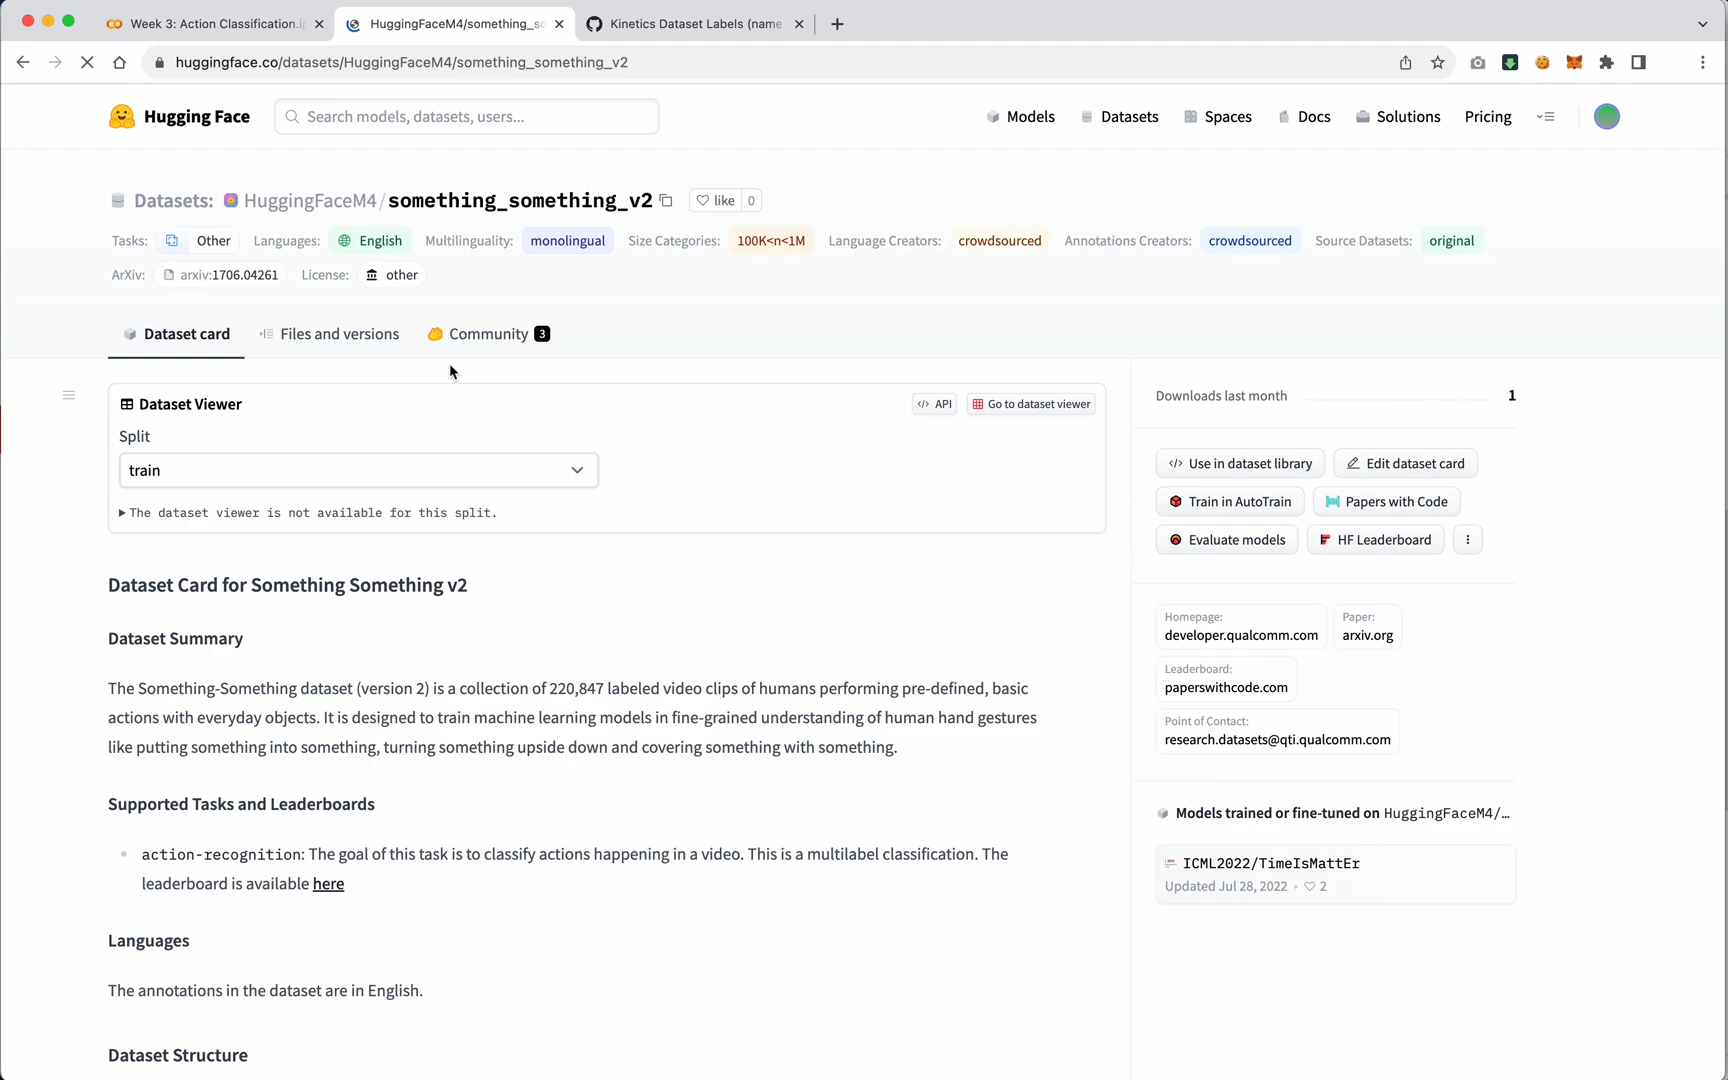 Week 3: Action Classification.i
HuggingFaceM4/something_so
Kinetics Dataset Labels (name
huggingface.co/datasets/HuggingFaceM4/something_something_v2
Hugging Face
Search models, datasets, users...
Models
Datasets
Spaces
Docs
Solutions
Pricing
Datasets: HuggingFaceM4/something_something_v2 like 0
Tasks: Other Languages: English Multilinguality: monolingual Size Categories: 100K<n<1M Language Creators: crowdsourced Annotations Creators: crowdsourced Source Datasets: original
ArXiv: arxiv:1706.04261 License: other
Dataset card Files and versions Community 3
Dataset Viewer </> API Go to dataset viewer
Split
train
The dataset viewer is not available for this split.
Dataset Card for Something Something v2
Dataset Summary
The Something-Something dataset (version 2) is a collection of 220,847 labeled video clips of humans performing pre-defined, basic
actions with everyday objects. It is designed to train machine learning models in fine-grained understanding of human hand gestures
like putting something into something, turning something upside down and covering something with something.
Supported Tasks and Leaderboards
action-recognition: The goal of this task is to classify actions happening in a video. This is a multilabel classification. The
leaderboard is available here
Languages
The annotations in the dataset are in English.
Dataset Structure
Downloads last month 1
</> Use in dataset library Edit dataset card
Train in AutoTrain Papers with Code
Evaluate models HF Leaderboard
Homepage:
developer.qualcomm.com
Paper:
arxiv.org
Leaderboard:
paperswithcode.com
Point of Contact:
research.datasets@qti.qualcomm.com
Models trained or fine-tuned on HuggingFaceM4/…
ICML2022/TimeIsMattEr
Updated Jul 28, 2022 • 2